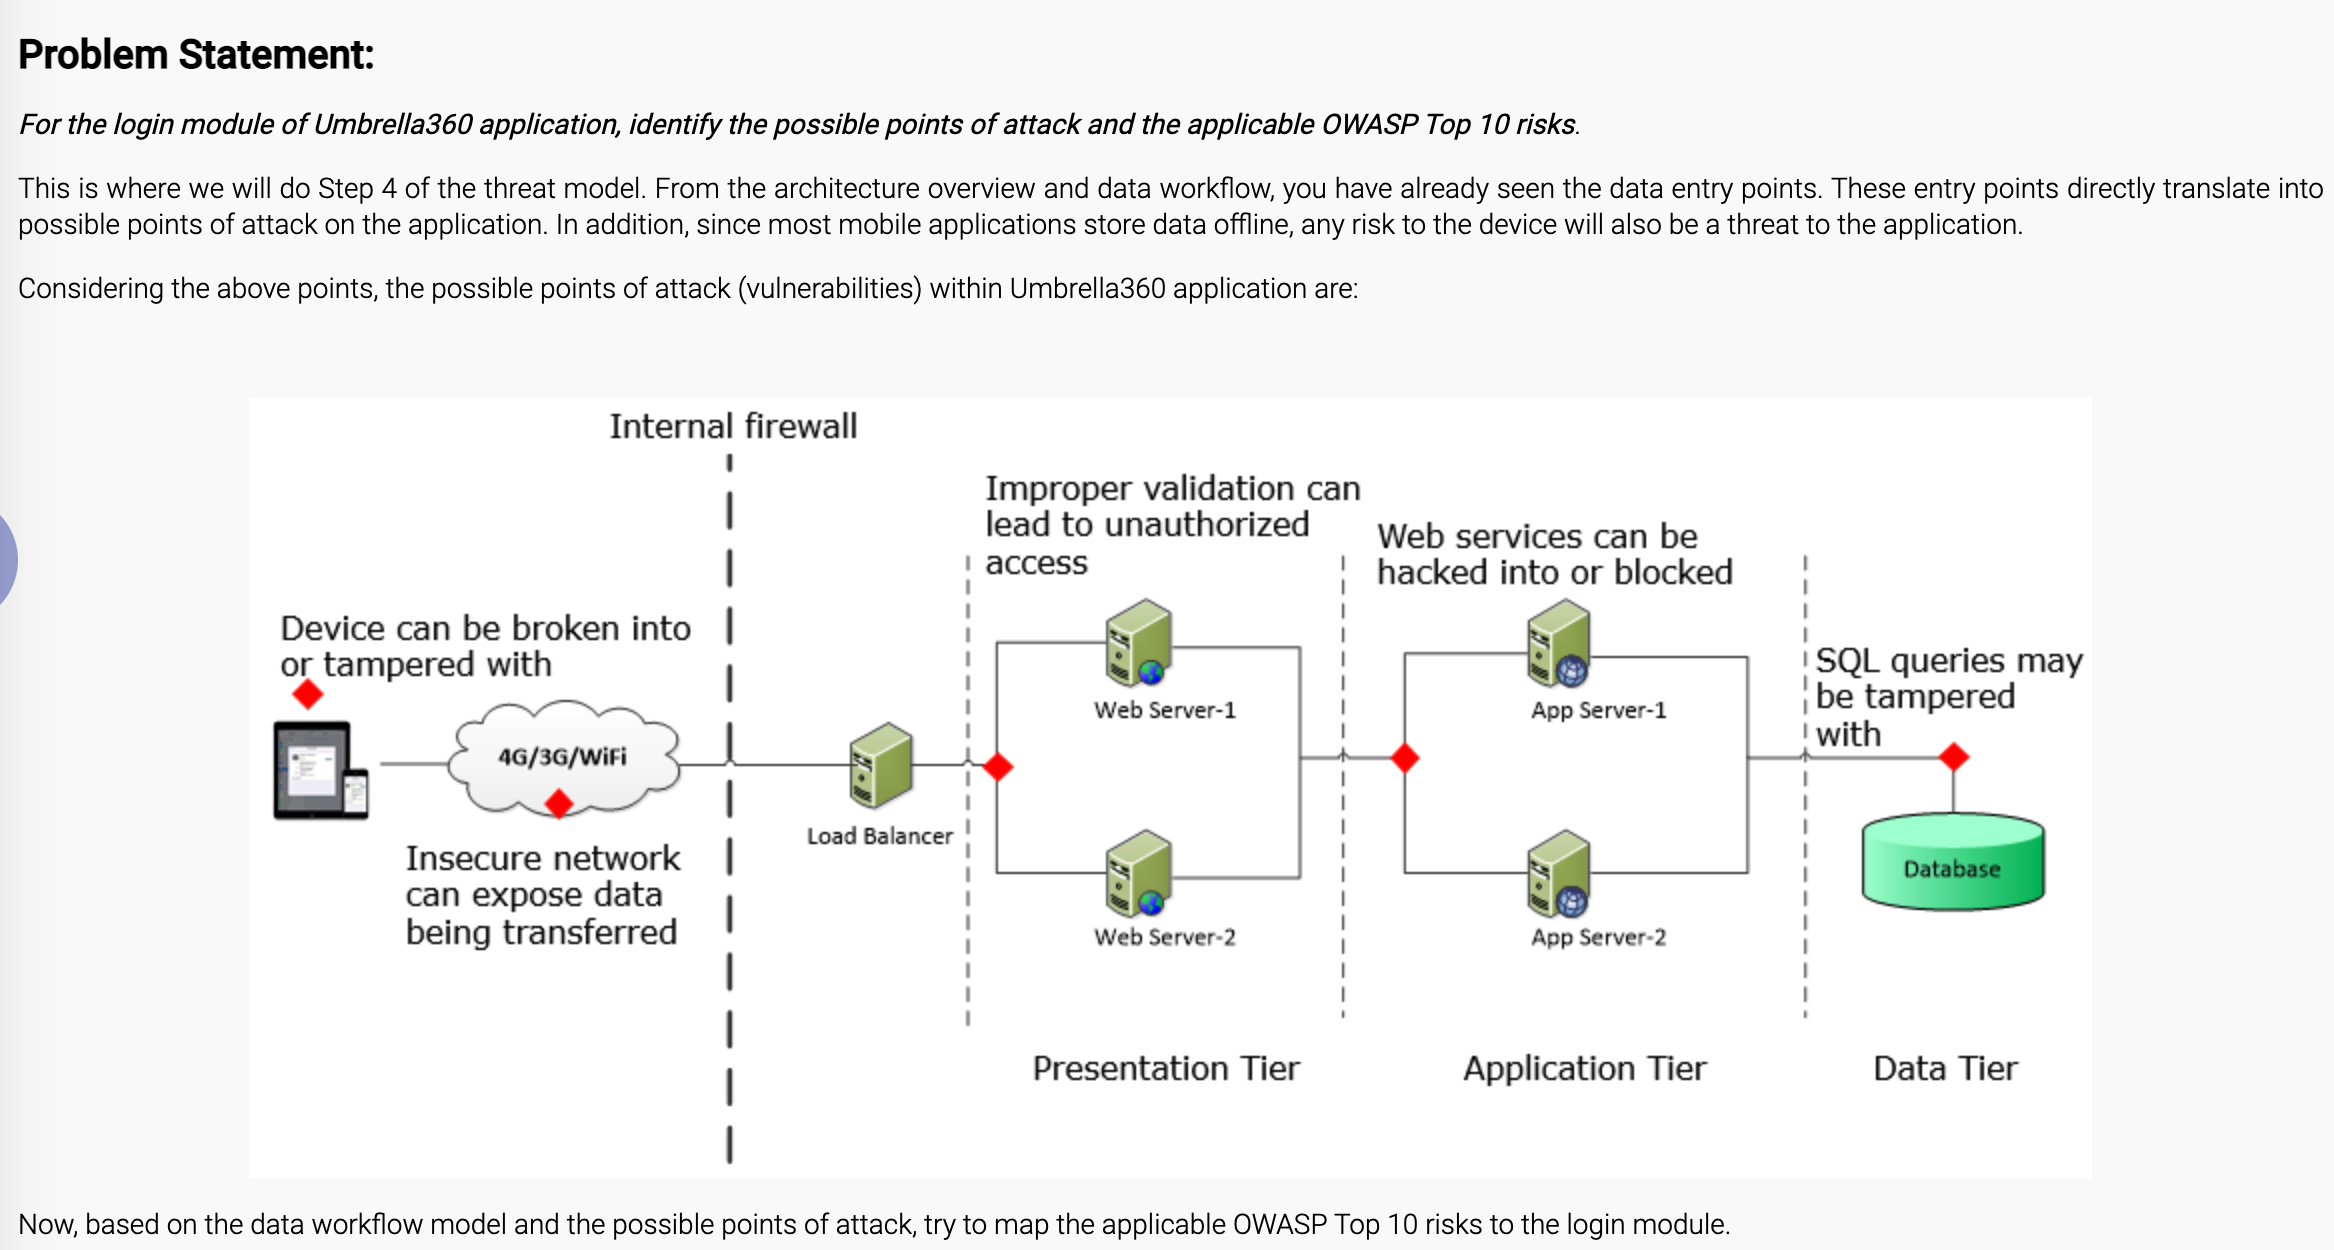 Problem Statement:
For the login module of Umbrella360 application, identify the possible points of attack and the applicable OWASP Top 10 risks.
This is where we will do Step 4 of the threat model. From the architecture overview and data workflow, you have already seen the data entry points. These entry points directly translate into
possible points of attack on the application. In addition, since most mobile applications store data offline, any risk to the device will also be a threat to the application.
Considering the above points, the possible points of attack (vulnerabilities) within Umbrella360 application are:
Internal firewall
Improper validation can
lead to unauthorized
access
Web services can be
hacked into or blocked
Device can be broken into
or tampered with
SQL queries may
be tampered
with
Web Server-1
App Server-1
4G/3G/WiFi
Load Balancer
Insecure network
can expose data
being transferred
Database
Web Server-2
App Server-2
Presentation Tier
Application Tier
Data Tier
Now, based on the data workflow model and the possible points of attack, try to map the applicable OWASP Top 10 risks to the login module.